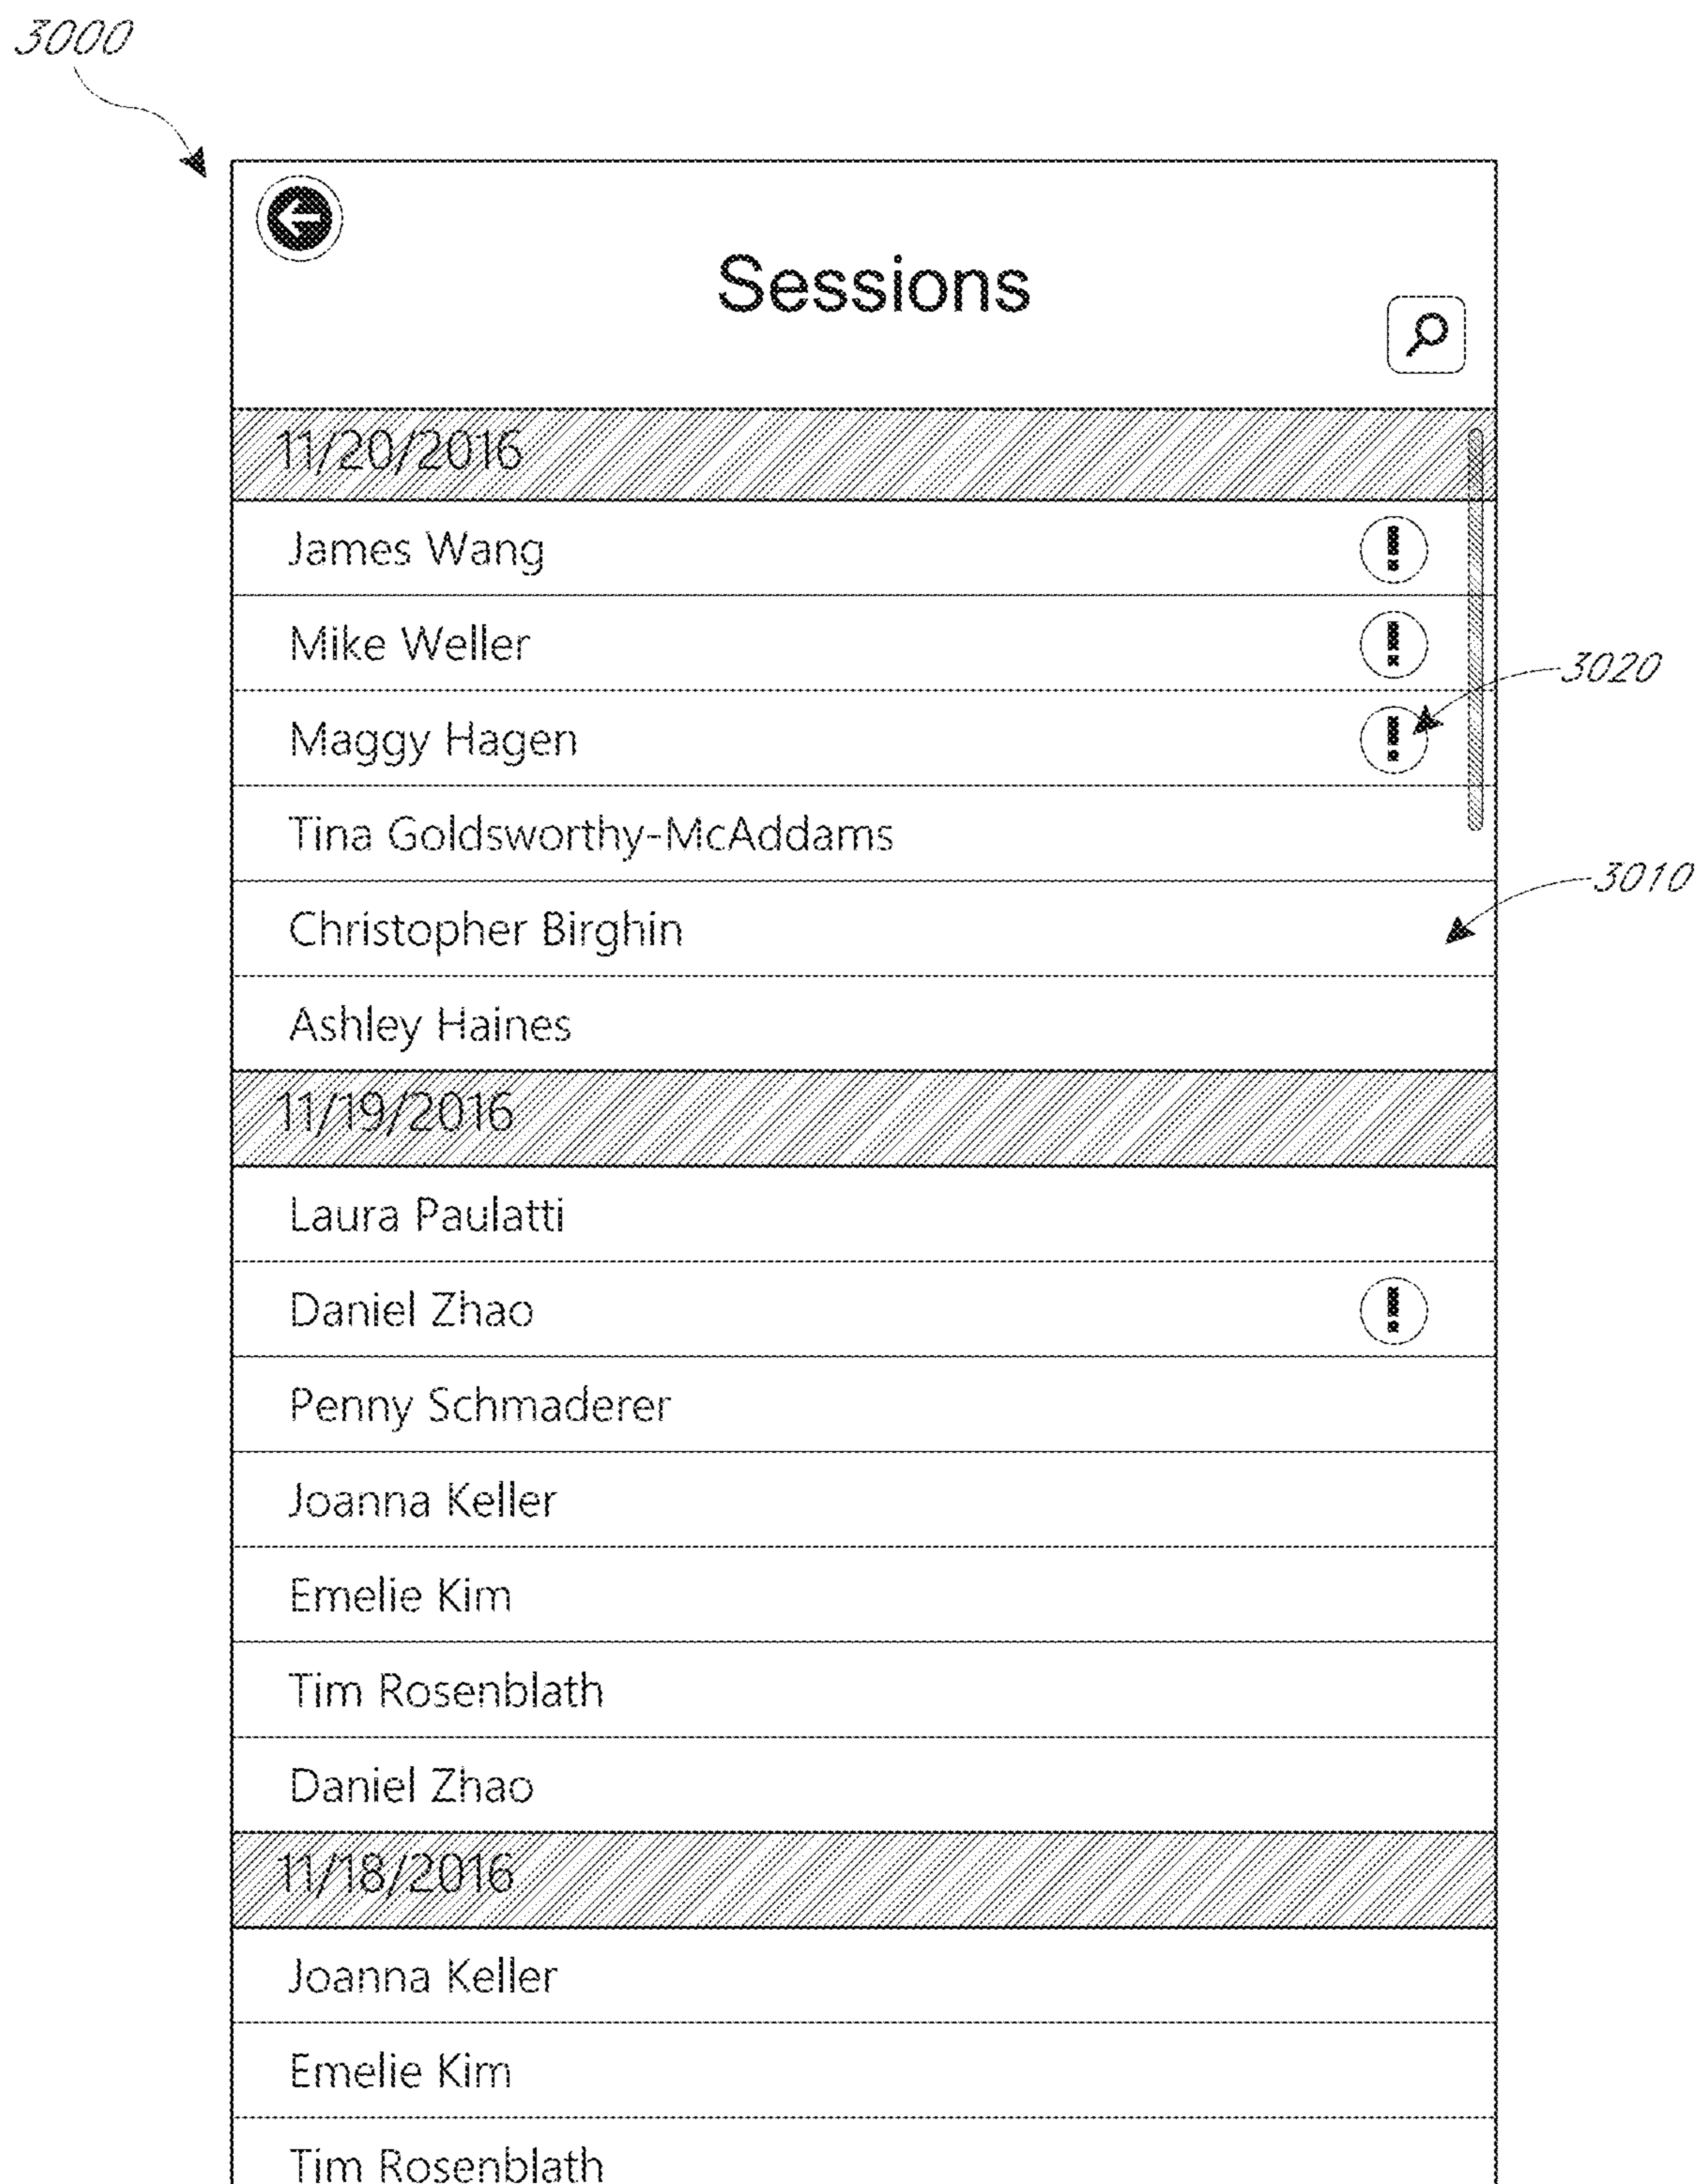 3000
Sessions
11/20/2016
James Wang !
Mike Weller !
3020
Maggy Hagen !
Tina Goldsworthy-McAddams
3010
Christopher Birghin
Ashley Haines
11/19/2016
Laura Paulatti
Daniel Zhao !
Penny Schmaderer
Joanna Keller
Emelie Kim
Tim Rosenblath
Daniel Zhao
11/18/2016
Joanna Keller
Emelie Kim
Tim Rosenblath